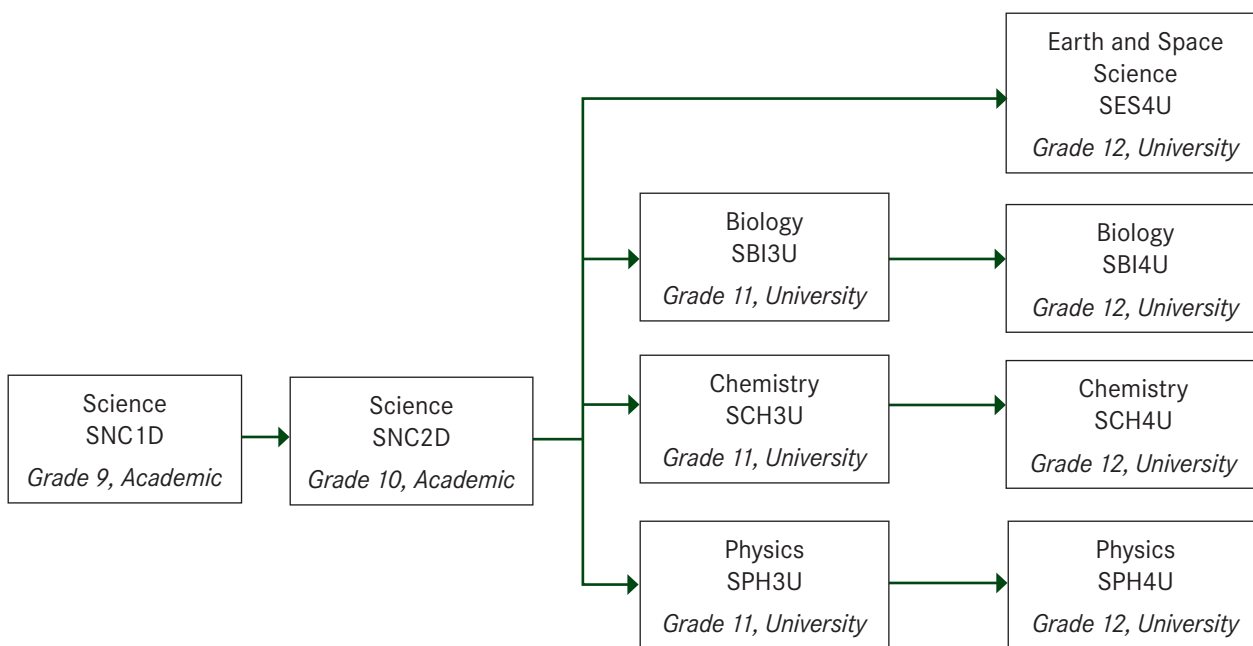 Earth and Space
Science
SES4U
Grade 12, University
Biology
SBI3U
Grade 11, University
Biology
SBI4U
Grade 12, University
Science
SNC1D
Grade 9, Academic
Science
SNC2D
Grade 10, Academic
Chemistry
SCH3U
Grade 11, University
Chemistry
SCH4U
Grade 12, University
Physics
SPH3U
Grade 11, University
Physics
SPH4U
Grade 12, University